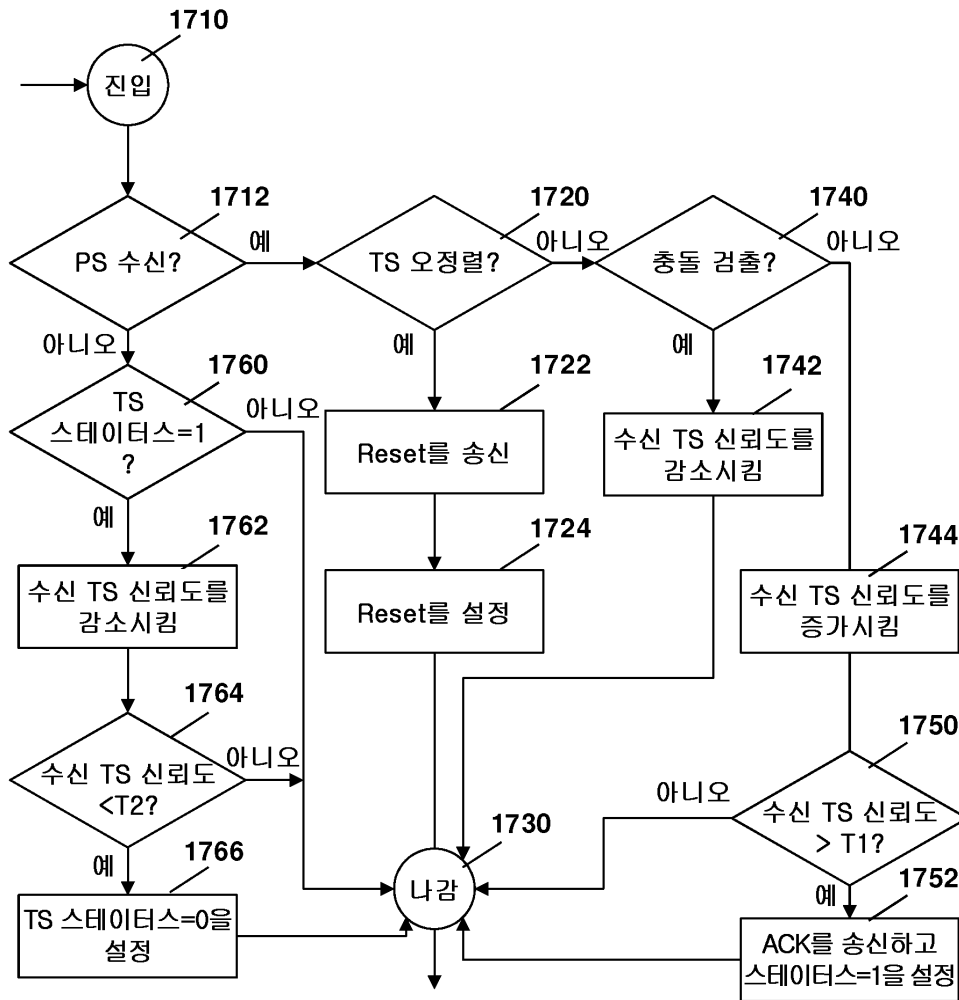 1710
진입
1712
PS 수신?
예
1720
TS 오정렬?
아니오
1740
충돌 검출?
아니오
아니오
1760
TS
스테이터스=1
?
아니오
예
1722
Reset를 송신
예
1742
수신 TS 신뢰도를
감소시킴
예
1762
수신 TS 신뢰도를
감소시킴
1724
Reset를 설정
1744
수신 TS 신뢰도를
증가시킴
1764
수신 TS 신뢰도
<T2?
아니오
1750
수신 TS 신뢰도
> T1?
아니오
예
1766
TS 스테이터스=0을
설정
1730
나감
예
1752
ACK를 송신하고
스테이터스=1을 설정